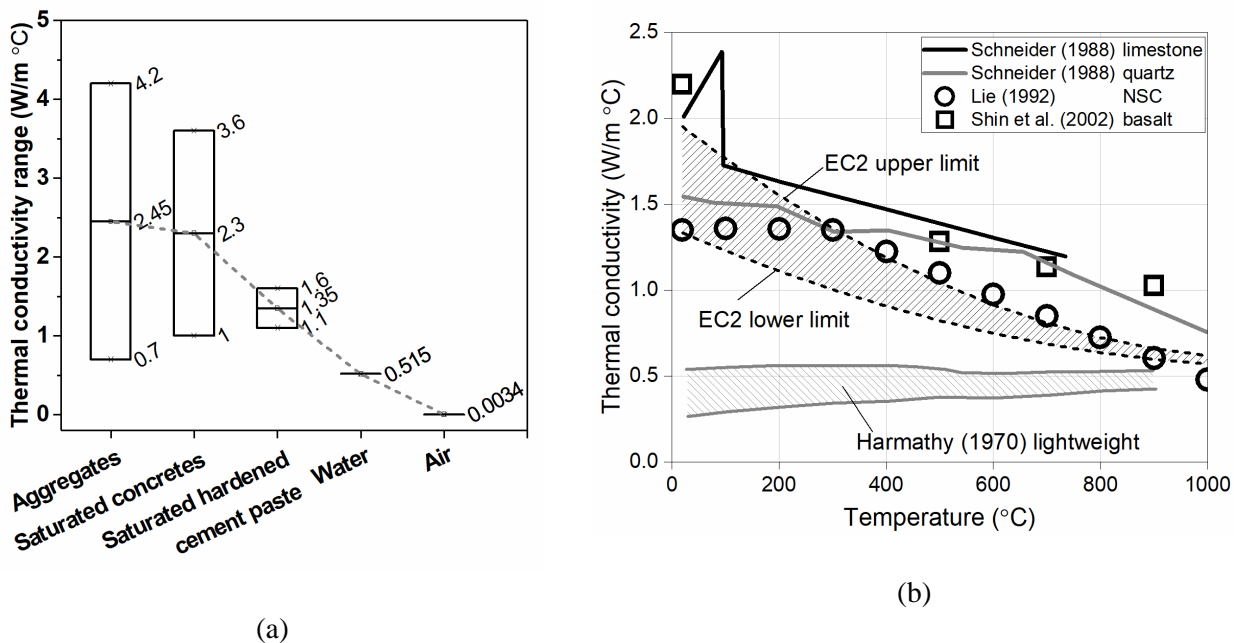 Thermal conductivity range (W/m °C)
5
4
3
2
1
0
4.2
2.45
0.7
3.6
2.3
1
1.6
1.35
1.1
0.515
0.0034
Aggregates
Saturated concretes
Saturated hardened
cement paste
Water
Air
(a)
Thermal conductivity (W/m °C)
2.5
2.0
1.5
1.0
0.5
0.0
Schneider (1988) limestone
Schneider (1988) quartz
Lie (1992) NSC
Shin et al. (2002) basalt
EC2 upper limit
EC2 lower limit
Harmathy (1970) lightweight
0 200 400 600 800 1000
Temperature (°C)
(b)